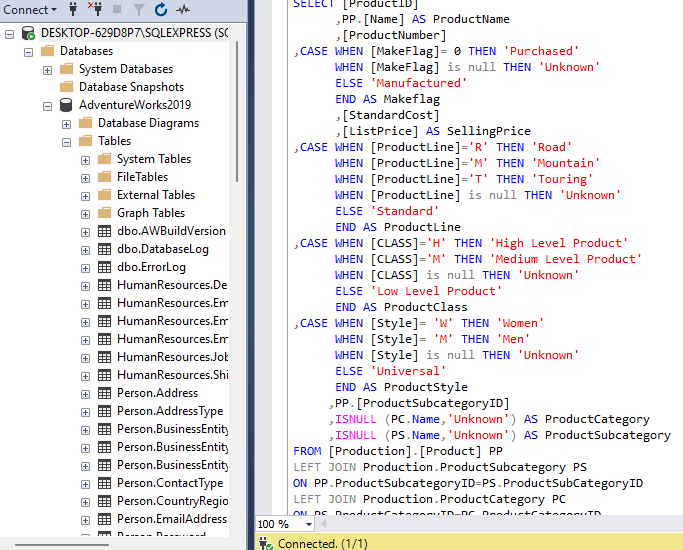 Connect
DESKTOP-629D8P7\SQLEXPRESS (SC
Databases
System Databases
Database Snapshots
AdventureWorks2019
Database Diagrams
Tables
System Tables
FileTables
External Tables
Graph Tables
dbo.AWBuildVersion
dbo.DatabaseLog
dbo.ErrorLog
HumanResources.De
HumanResources.Em
HumanResources.Em
HumanResources.Em
HumanResources.Job
HumanResources.Shi
Person.Address
Person.AddressType
Person.BusinessEntity
Person.BusinessEntity
Person.BusinessEntity
Person.ContactType
Person.CountryRegio
Person.EmailAddress
Person.Password
SELECT [ProductID]
,PP.[Name] AS ProductName
,[ProductNumber]
,CASE WHEN [MakeFlag]= 0 THEN 'Purchased'
WHEN [MakeFlag] is null THEN 'Unknown'
ELSE 'Manufactured'
END AS Makeflag
,[StandardCost]
,[ListPrice] AS SellingPrice
,CASE WHEN [ProductLine]='R' THEN 'Road'
WHEN [ProductLine]='M' THEN 'Mountain'
WHEN [ProductLine]='T' THEN 'Touring'
WHEN [ProductLine] is null THEN 'Unknown'
ELSE 'Standard'
END AS ProductLine
,CASE WHEN [CLASS]='H' THEN 'High Level Product'
WHEN [CLASS]='M' THEN 'Medium Level Product'
WHEN [CLASS] is null THEN 'Unknown'
ELSE 'Low Level Product'
END AS ProductClass
,CASE WHEN [Style]= 'W' THEN 'Women'
WHEN [Style]= 'M' THEN 'Men'
WHEN [Style] is null THEN 'Unknown'
ELSE 'Universal'
END AS ProductStyle
,PP.[ProductSubcategoryID]
,ISNULL (PC.Name,'Unknown') AS ProductCategory
,ISNULL (PS.Name,'Unknown') AS ProductSubcategory
FROM [Production].[Product] PP
LEFT JOIN Production.ProductSubcategory PS
ON PP.ProductSubcategoryID=PS.ProductSubCategoryID
LEFT JOIN Production.ProductCategory PC
ON PS.ProductCategoryID=PC.ProductCategoryID
100 %
Connected. (1/1)